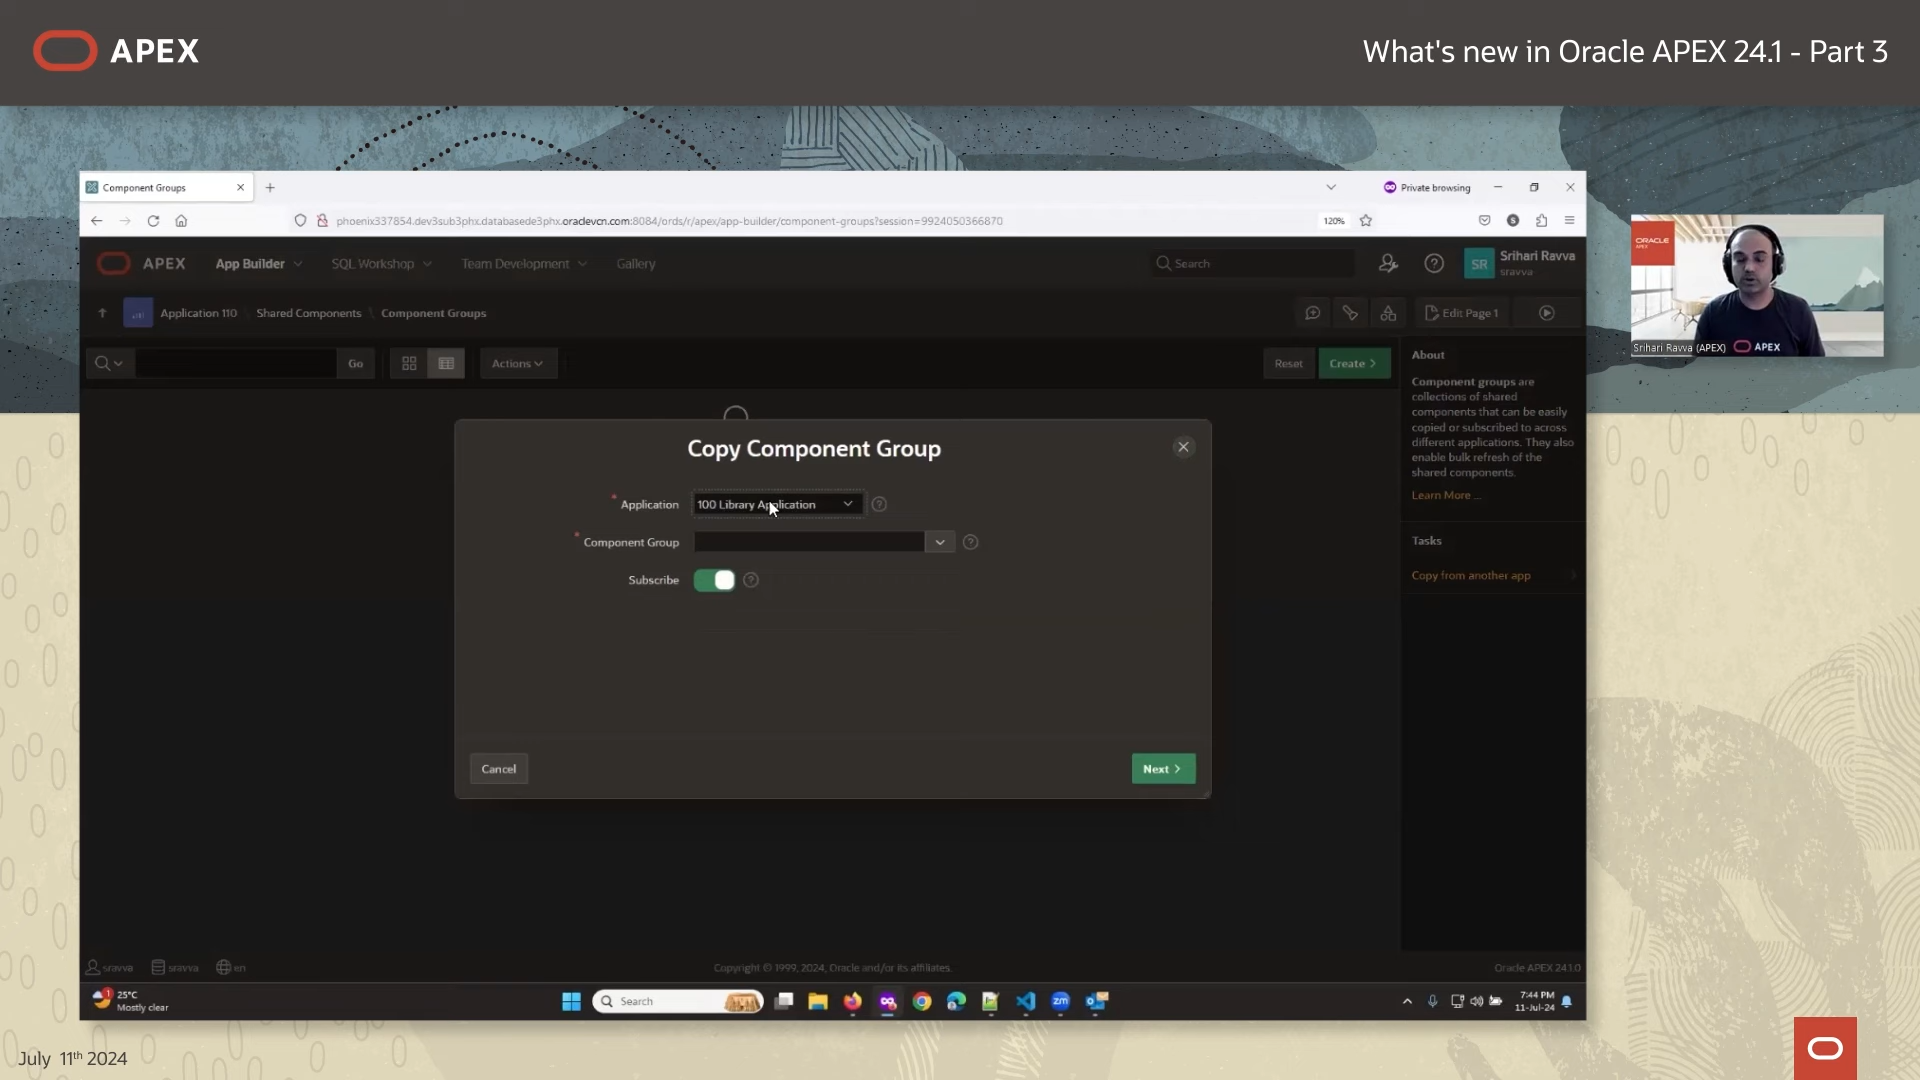 APEX
What's new in Oracle APEX 24.1 - Part 3
Component Groups
Private browsing
phoenix337854.dev3sub3phx.databasede3phx.oraclevcn.com:8084/ords/r/apex/app-builder/component-groups?session=9924050366870
120%
APEX
App Builder
SQL Workshop
Team Development
Gallery
Search
SR
Srihari Ravva
sravva
Application 110
Shared Components
Component Groups
Edit Page 1
Go
Actions
Reset
Create
About
Component groups are
collections of shared
components that can be easily
copied or subscribed to across
different applications. They also
enable bulk refresh of the
shared components.
Learn More ...
Tasks
Copy from another app
Copy Component Group
* Application
100 Library Application
* Component Group
Subscribe
Cancel
Next
sravva
sravva
en
Copyright © 1999, 2024, Oracle and/or its affiliates.
Oracle APEX 24.1.0
1
25°C
Mostly clear
Search
zm
7:44 PM
11-Jul-24
ORACLE
APEX
Srihari Ravva (APEX)
APEX
July 11th 2024